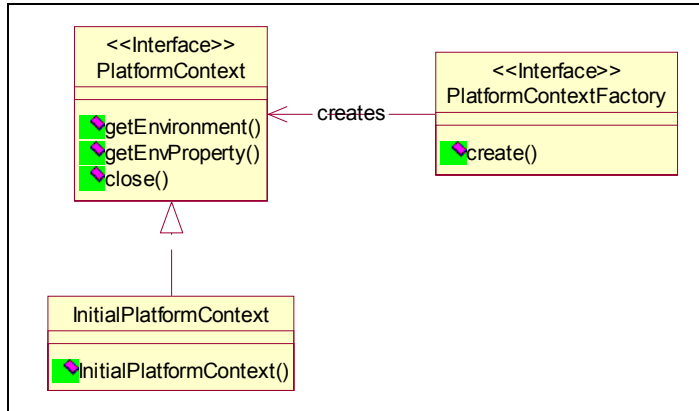 <<Interface>>
PlatformContext
getEnvironment()
getEnvProperty()
close()
creates
<<Interface>>
PlatformContextFactory
create()
InitialPlatformContext
InitialPlatformContext()